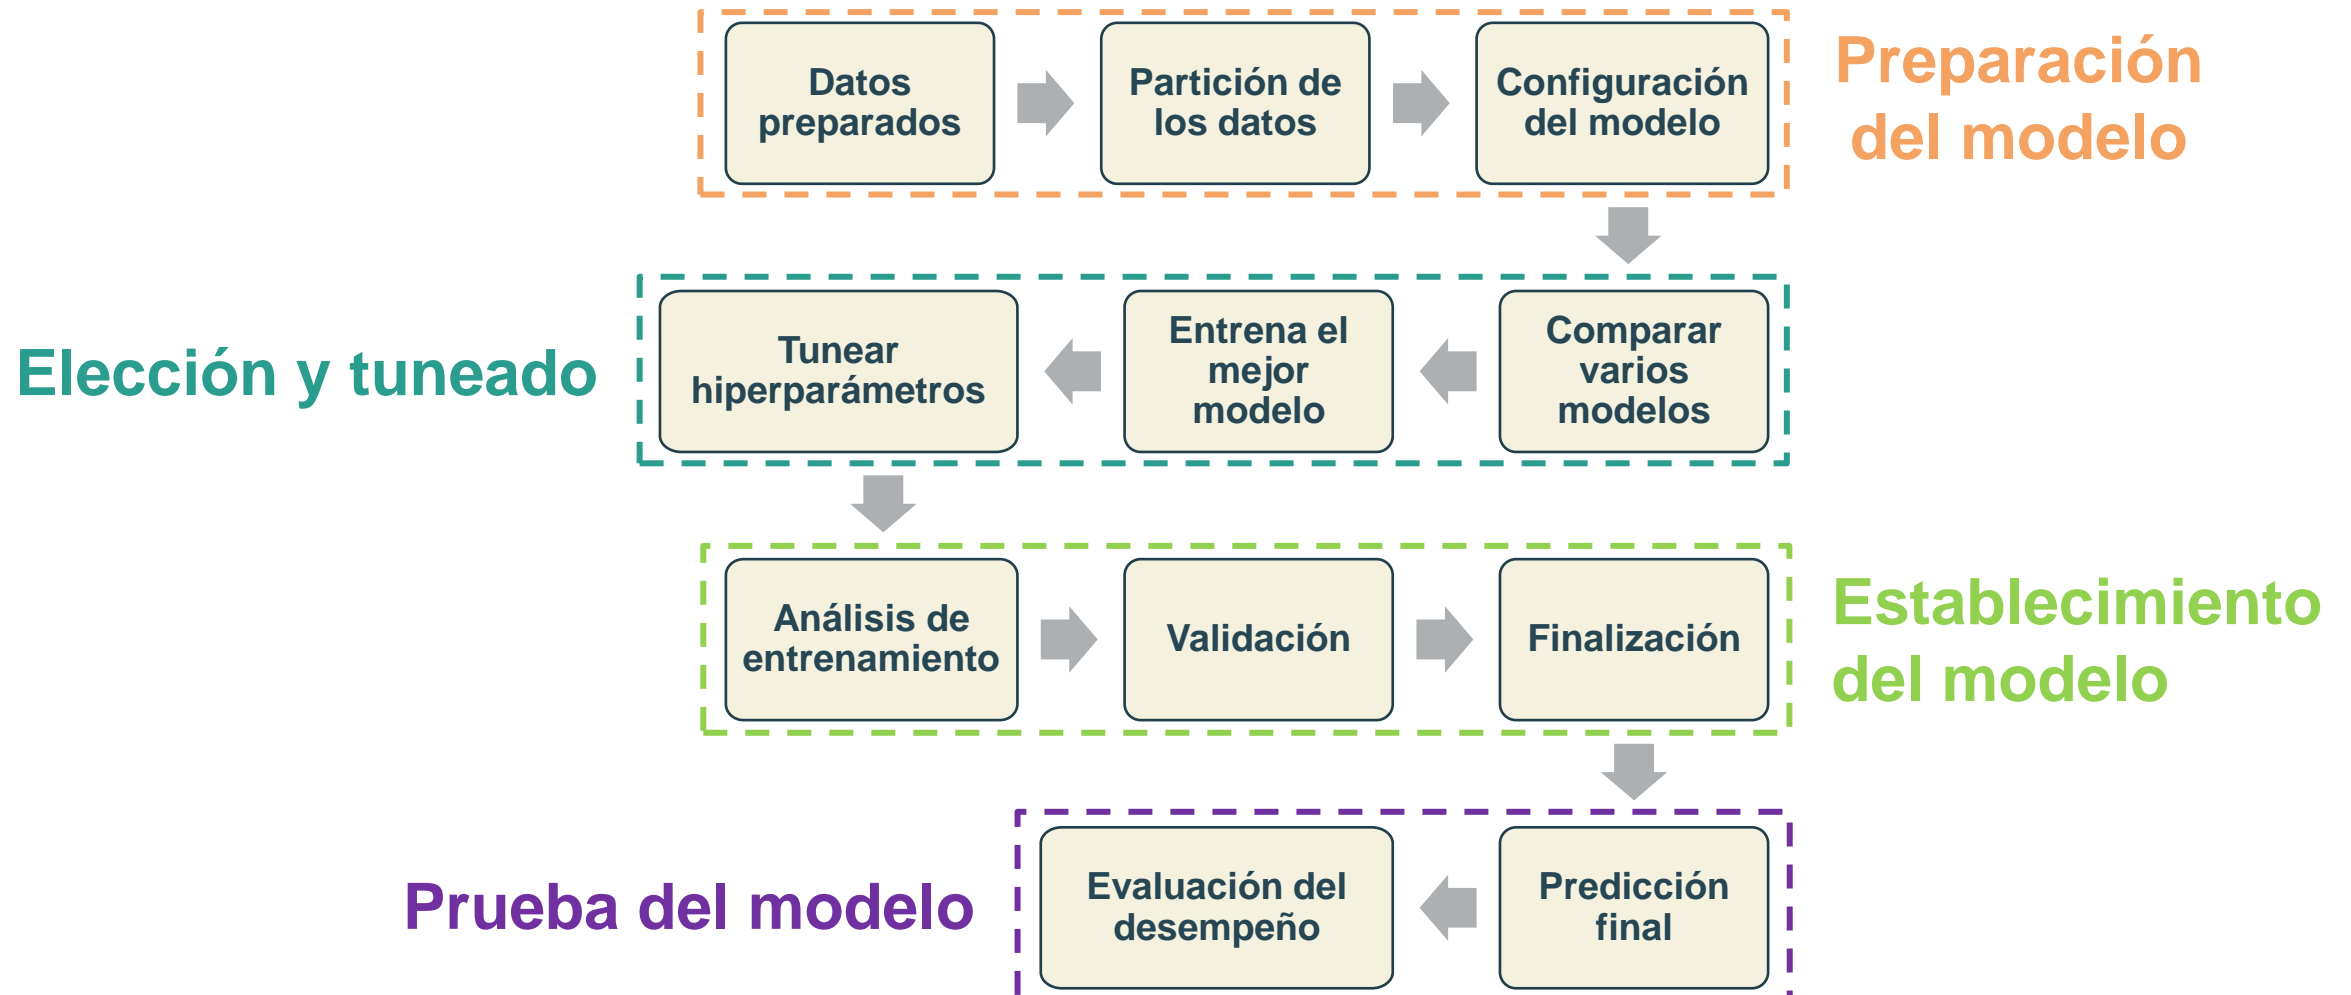 Datos
preparados
Partición de
los datos
Configuración
del modelo
Preparación
del modelo
Elección y tuneado
Tunear
hiperparámetros
Entrena el
mejor
modelo
Comparar
varios
modelos
Análisis de
entrenamiento
Validación
Finalización
Establecimiento
del modelo
Prueba del modelo
Evaluación del
desempeño
Predicción
final